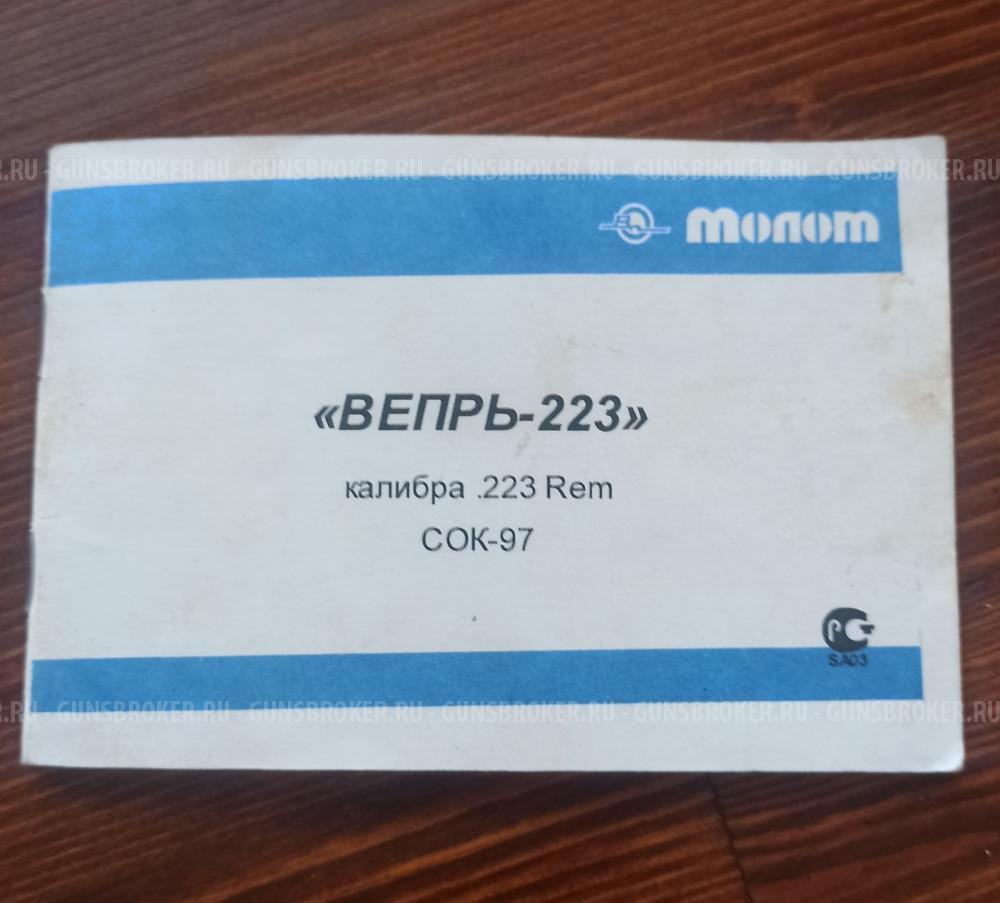 GUNSBROKER.RU - GUNSBROKER.RU - GUNSBROKER.RU - GUNSBROKER.RU - GUNSBROKER.RU
Молот
«ВЕПРЬ-223»
калибра .223 Rem
СОК-97
РСТ
SA03
GUNSBROKER.RU - GUNSBROKER.RU - GUNSBROKER.RU - GUNSBROKER.RU - GUNSBROKER.RU